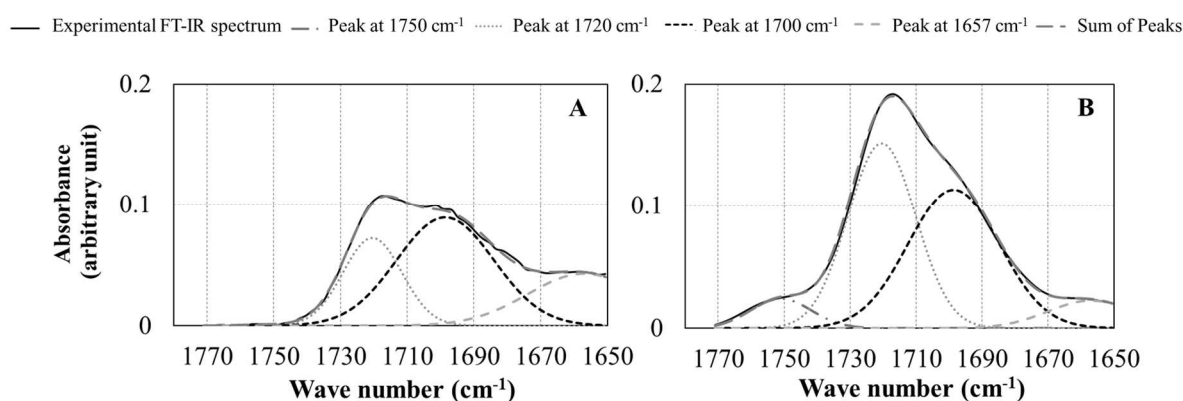 Experimental FT-IR spectrum Peak at 1750 cm-1 Peak at 1720 cm-1 Peak at 1700 cm-1 Peak at 1657 cm-1 Sum of Peaks
0.2 A 0.2 B
Absorbance
(arbitrary unit)
0.1 0.1
0 0
1770 1750 1730 1710 1690 1670 1650 1770 1750 1730 1710 1690 1670 1650
Wave number (cm-1) Wave number (cm-1)